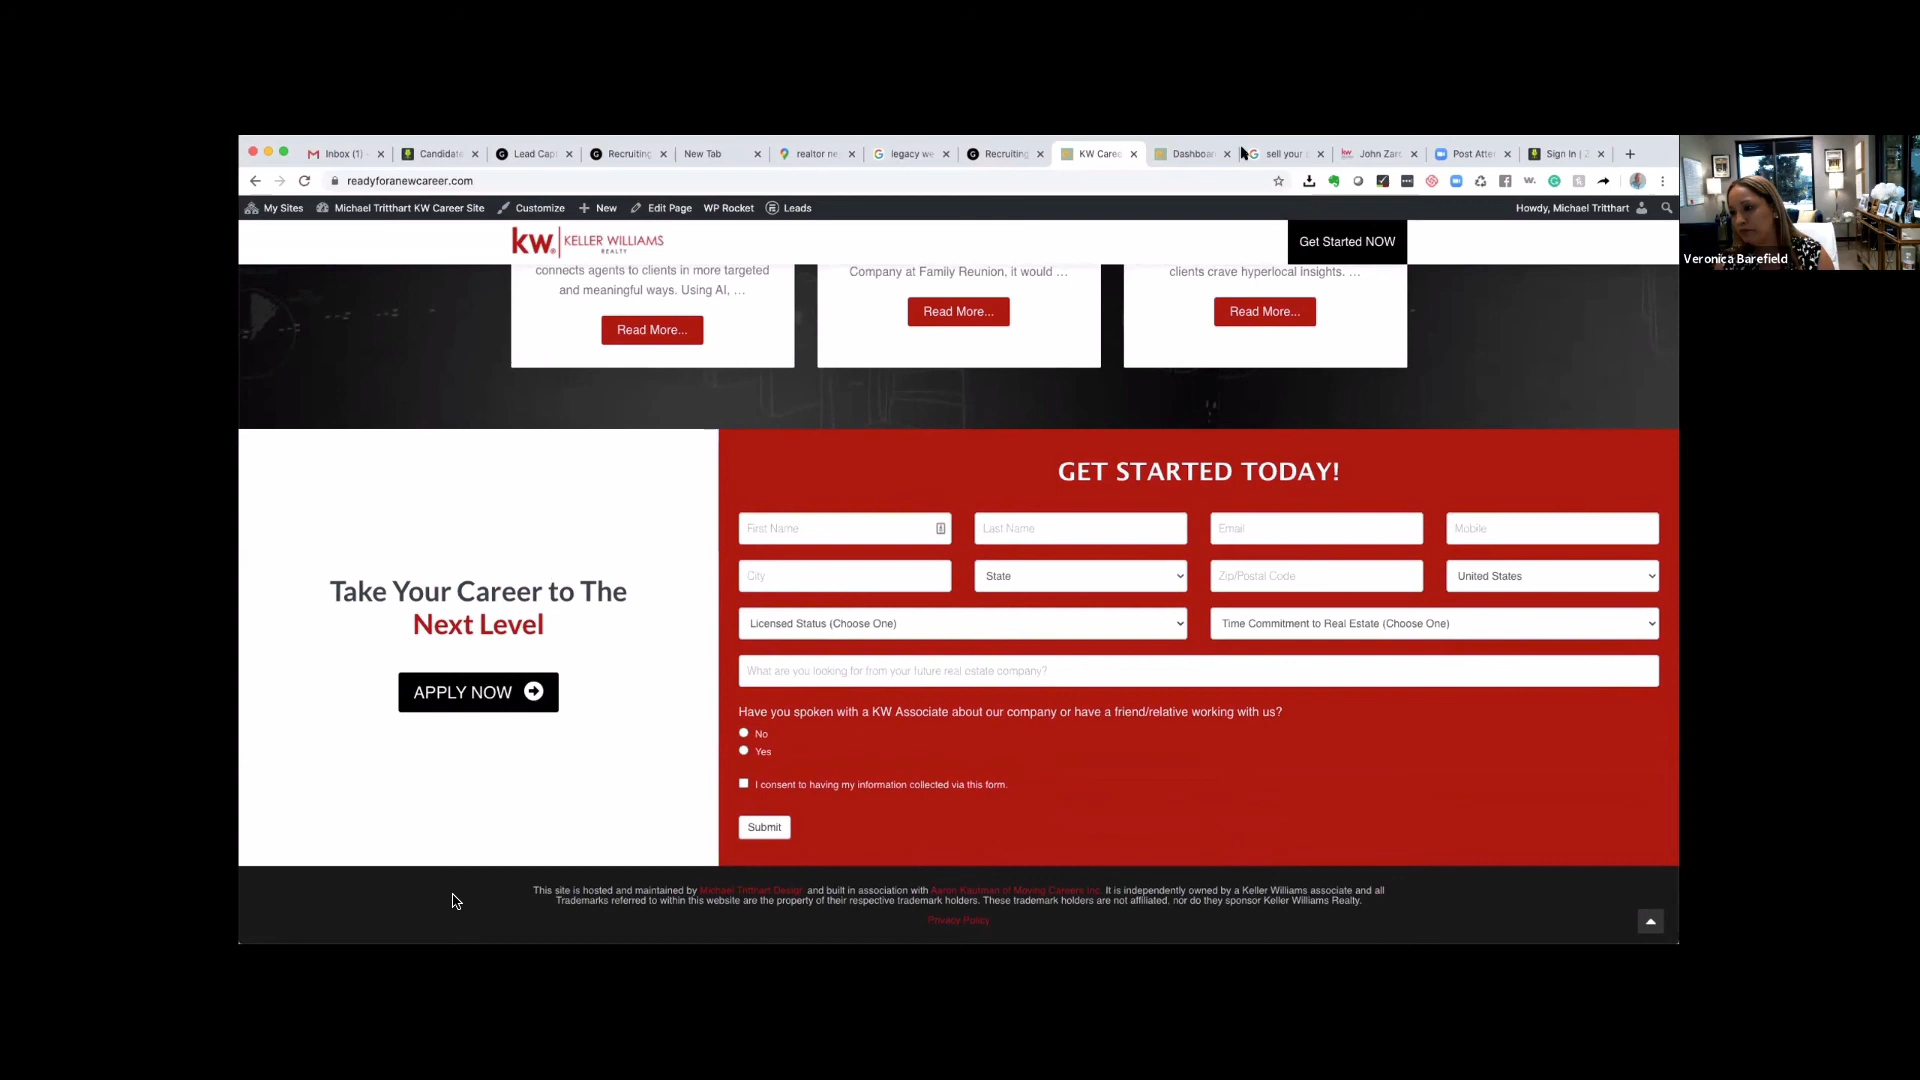 Inbox (1)
Candidate
Lead Cap
Recruiting
New Tab
realtor ne
legacy we
Recruiting
KW Caree
Dashboar
sell your
John Zar
Post Atte
Sign In | Z
readyforanewcareer.com
My Sites
Michael Tritthart KW Career Site
Customize
New
Edit Page
WP Rocket
Leads
Howdy, Michael Tritthart
kw KELLER WILLIAMS
REALTY
Get Started NOW
Veronica Barefield
connects agents to clients in more targeted
and meaningful ways. Using AI, …
Read More...
Company at Family Reunion, it would …
Read More...
clients crave hyperlocal insights. …
Read More...
Take Your Career to The
Next Level
APPLY NOW
GET STARTED TODAY!
First Name
Last Name
Email
Mobile
City
State
Zip/Postal Code
United States
Licensed Status (Choose One)
Time Commitment to Real Estate (Choose One)
What are you looking for from your future real estate company?
Have you spoken with a KW Associate about our company or have a friend/relative working with us?
No
Yes
I consent to having my information collected via this form.
Submit
This site is hosted and maintained by Michael Tritthart Design and built in association with Aaron Kaufman of Moving Careers Inc. It is independently owned by a Keller Williams associate and all
Trademarks referred to within this website are the property of their respective trademark holders. These trademark holders are not affiliated, nor do they sponsor Keller Williams Realty.
Privacy Policy